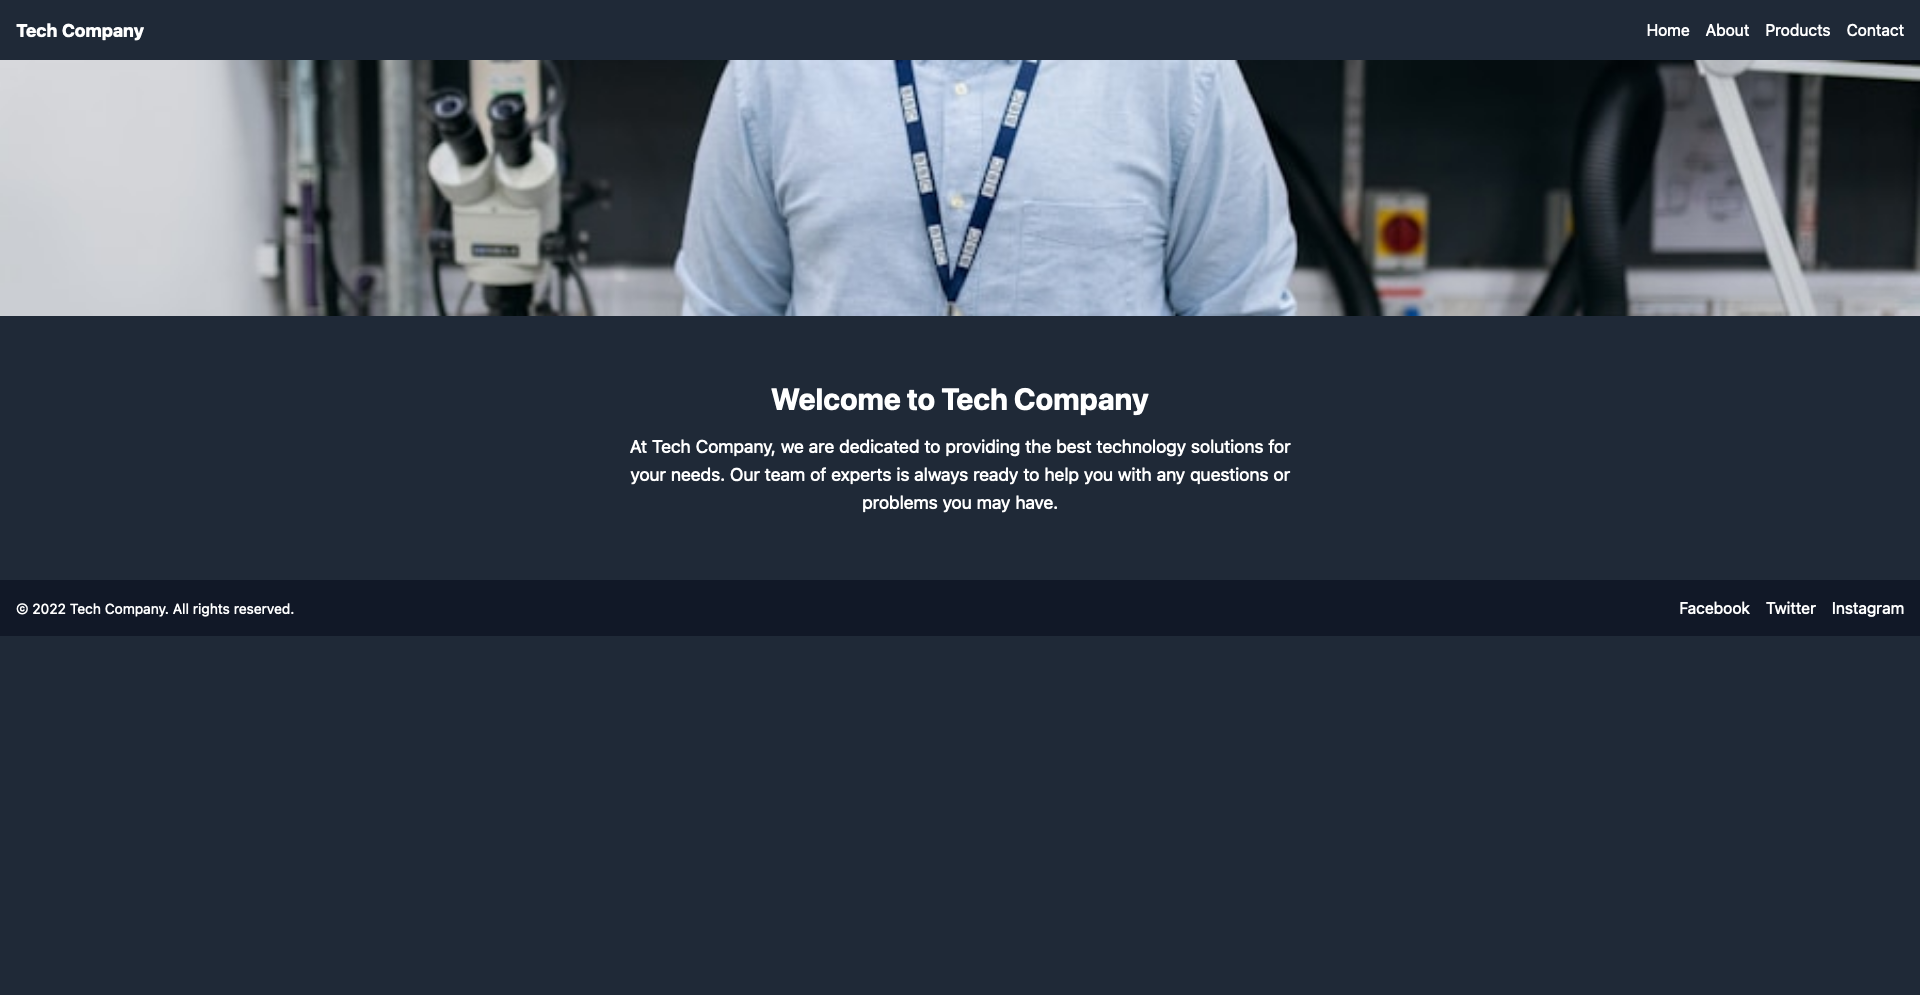 Tech Company
Home About Products Contact
Welcome to Tech Company
At Tech Company, we are dedicated to providing the best technology solutions for
your needs. Our team of experts is always ready to help you with any questions or
problems you may have.
© 2022 Tech Company. All rights reserved.
Facebook Twitter Instagram